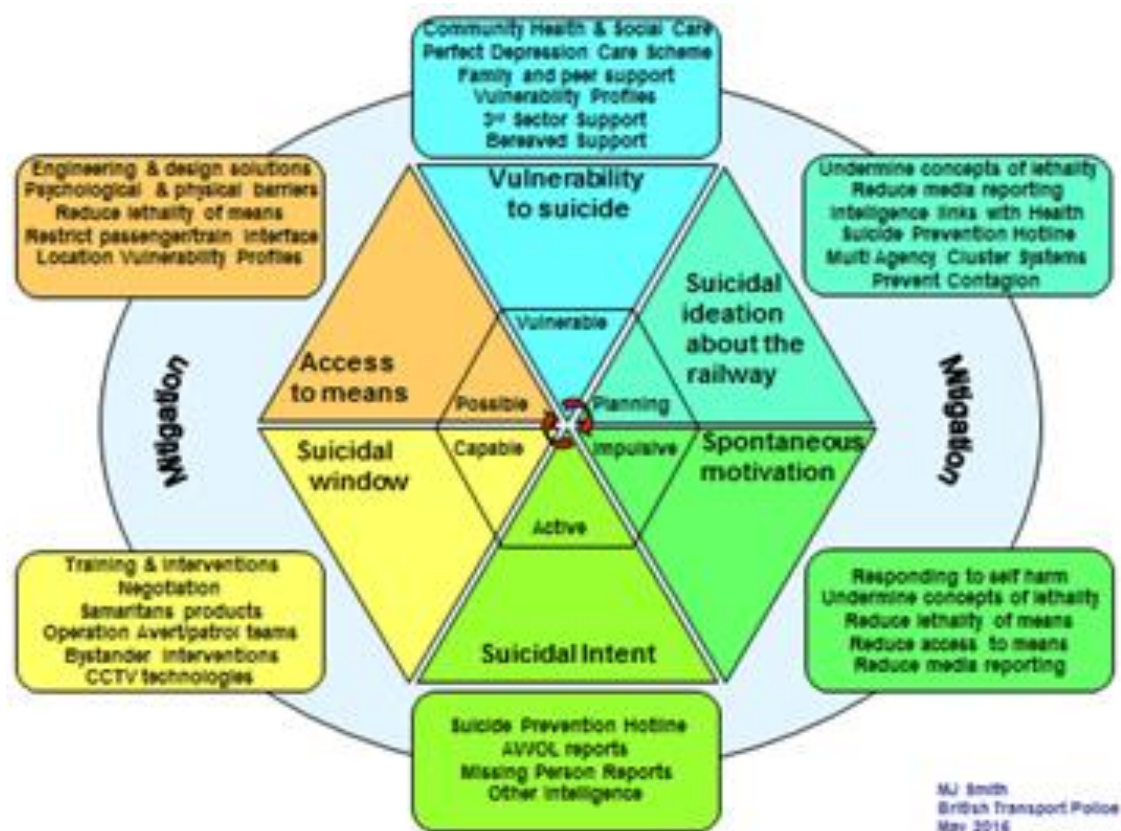 Community Health & Social Care
Perfect Depression Care Scheme
Family and peer support
Vulnerability Profiles
3rd Sector Support
Bereaved Support
Engineering & design solutions
Psychological & physical barriers
Reduce lethality of means
Restrict passenger/train interface
Location Vulnerability Profiles
Undermine concepts of lethality
Reduce media reporting
Intelligence links with Health
Suicide Prevention Hotline
Multi Agency Cluster Systems
Prevent Contagion
Vulnerability
to suicide
Suicidal
ideation
about the
railway
Access
to means
Vulnerable
Possible
Planning
Mitigation
Mitigation
Capable
Impulsive
Active
Suicidal
window
Spontaneous
motivation
Suicidal Intent
Training & interventions
Negotiation
Samaritans products
Operation Avert/patrol teams
Bystander interventions
CCTV technologies
Responding to self harm
Undermine concepts of lethality
Reduce lethality of means
Reduce access to means
Reduce media reporting
Suicide Prevention Hotline
AWOL reports
Missing Person Reports
Other Intelligence
MJ Smith
British Transport Police
May 2016